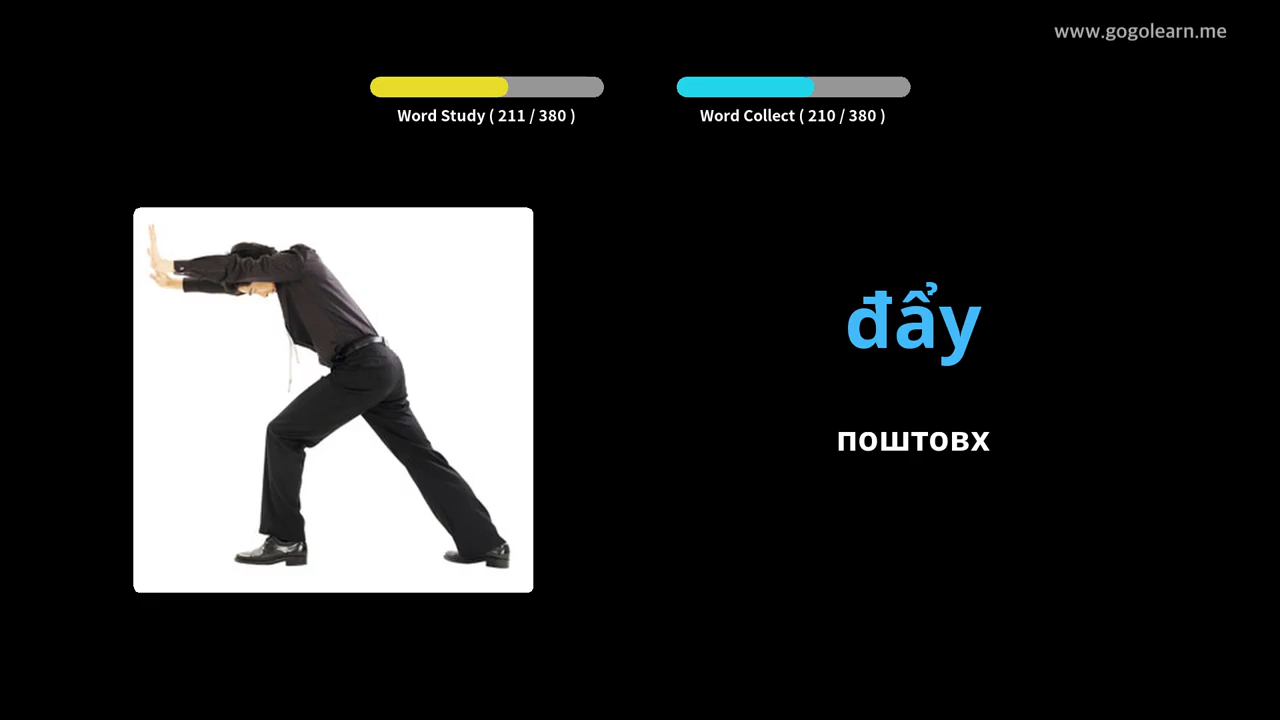 www.gogolearn.me
Word Study ( 211 / 380 )
Word Collect ( 210 / 380 )
đẩy
поштовх